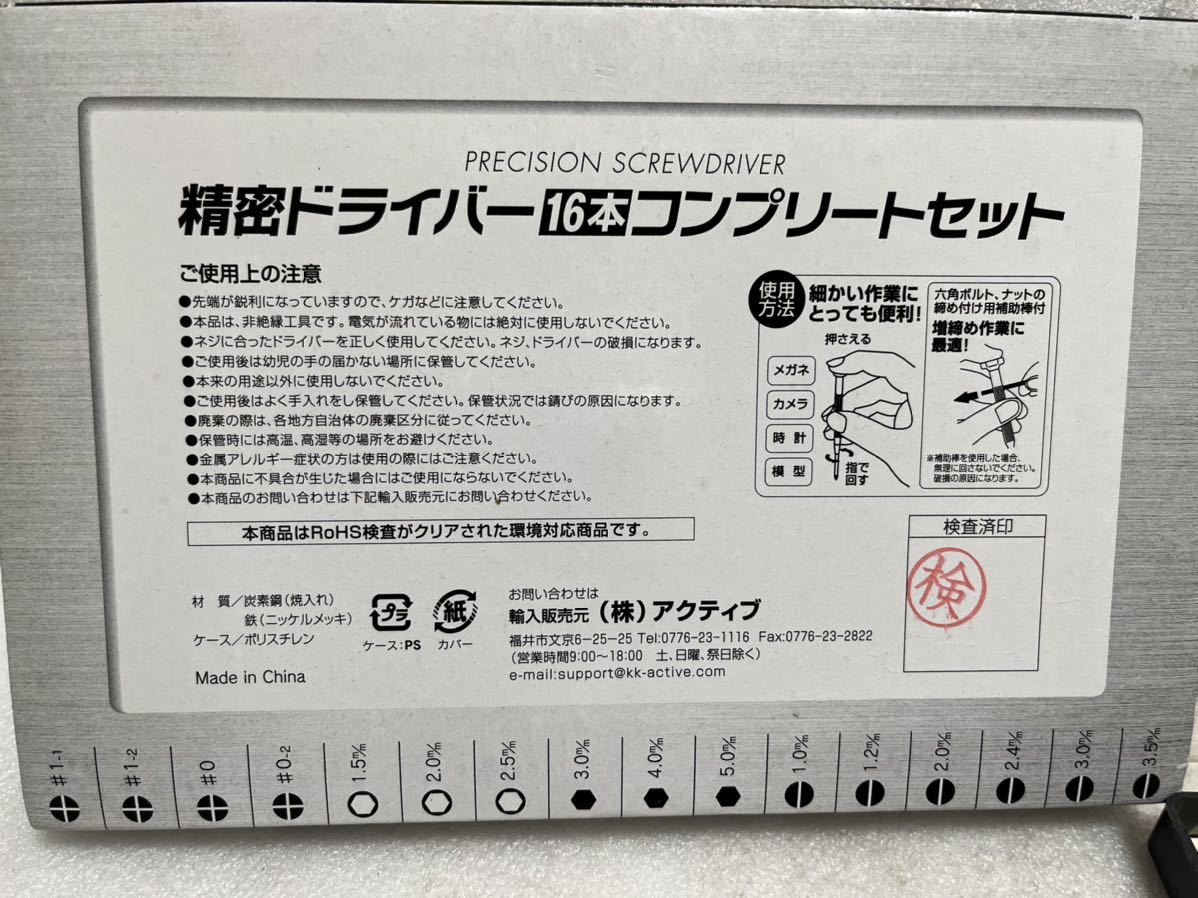 PRECISION SCREWDRIVER
精密ドライバー16本コンプリートセット
ご使用上の注意
●先端が鋭利になっていますので、ケガなどに注意してください。
●本品は、非絶縁工具です。電気が流れている物には絶対に使用しないでください。
●ネジに合ったドライバーを正しく使用してください。ネジ、ドライバーの破損になります。
●ご使用後は幼児の手の届かない場所に保管してください。
●本来の用途以外に使用しないでください。
●ご使用後はよく手入れをし保管してください。保管状況では錆びの原因になります。
●廃棄の際は、各地方自治体の廃棄区分に従ってください。
●保管時には高温、高湿等の場所をお避けください。
●金属アレルギー症状の方は使用の際にはご注意ください。
●本商品に不具合が生じた場合にはご使用にならないでください。
●本商品のお問い合わせは下記輸入販売元にお問い合わせください。
使用
方法
細かい作業に
とっても便利!
押さえる
メガネ
カメラ
時計
模型
指で
回す
六角ボルト、ナットの
締め付け用補助棒付
増締め作業に
最適!
※補助棒を使用した場合、
無理に回さないでください。
破損の原因になります。
本商品はRoHS検査がクリアされた環境対応商品です。
検査済印
検
材 質/炭素鋼(焼入れ)
鉄(ニッケルメッキ)
ケース/ポリスチレン
Made in China
プラ
ケース:PS
紙
カバー
お問い合わせは
輸入販売元 (株)アクティブ
福井市文京6-25-25 Tel:0776-23-1116 Fax:0776-23-2822
(営業時間9:00〜18:00 土、日曜、祭日除く)
e-mail:support@kk-active.com
#1-1
#1-2
#0
#0-2
1.5m/m
2.0m/m
2.5m/m
3.0m/m
4.0m/m
5.0m/m
1.0m/m
1.2m/m
2.0m/m
2.4m/m
3.0m/m
3.5m/m